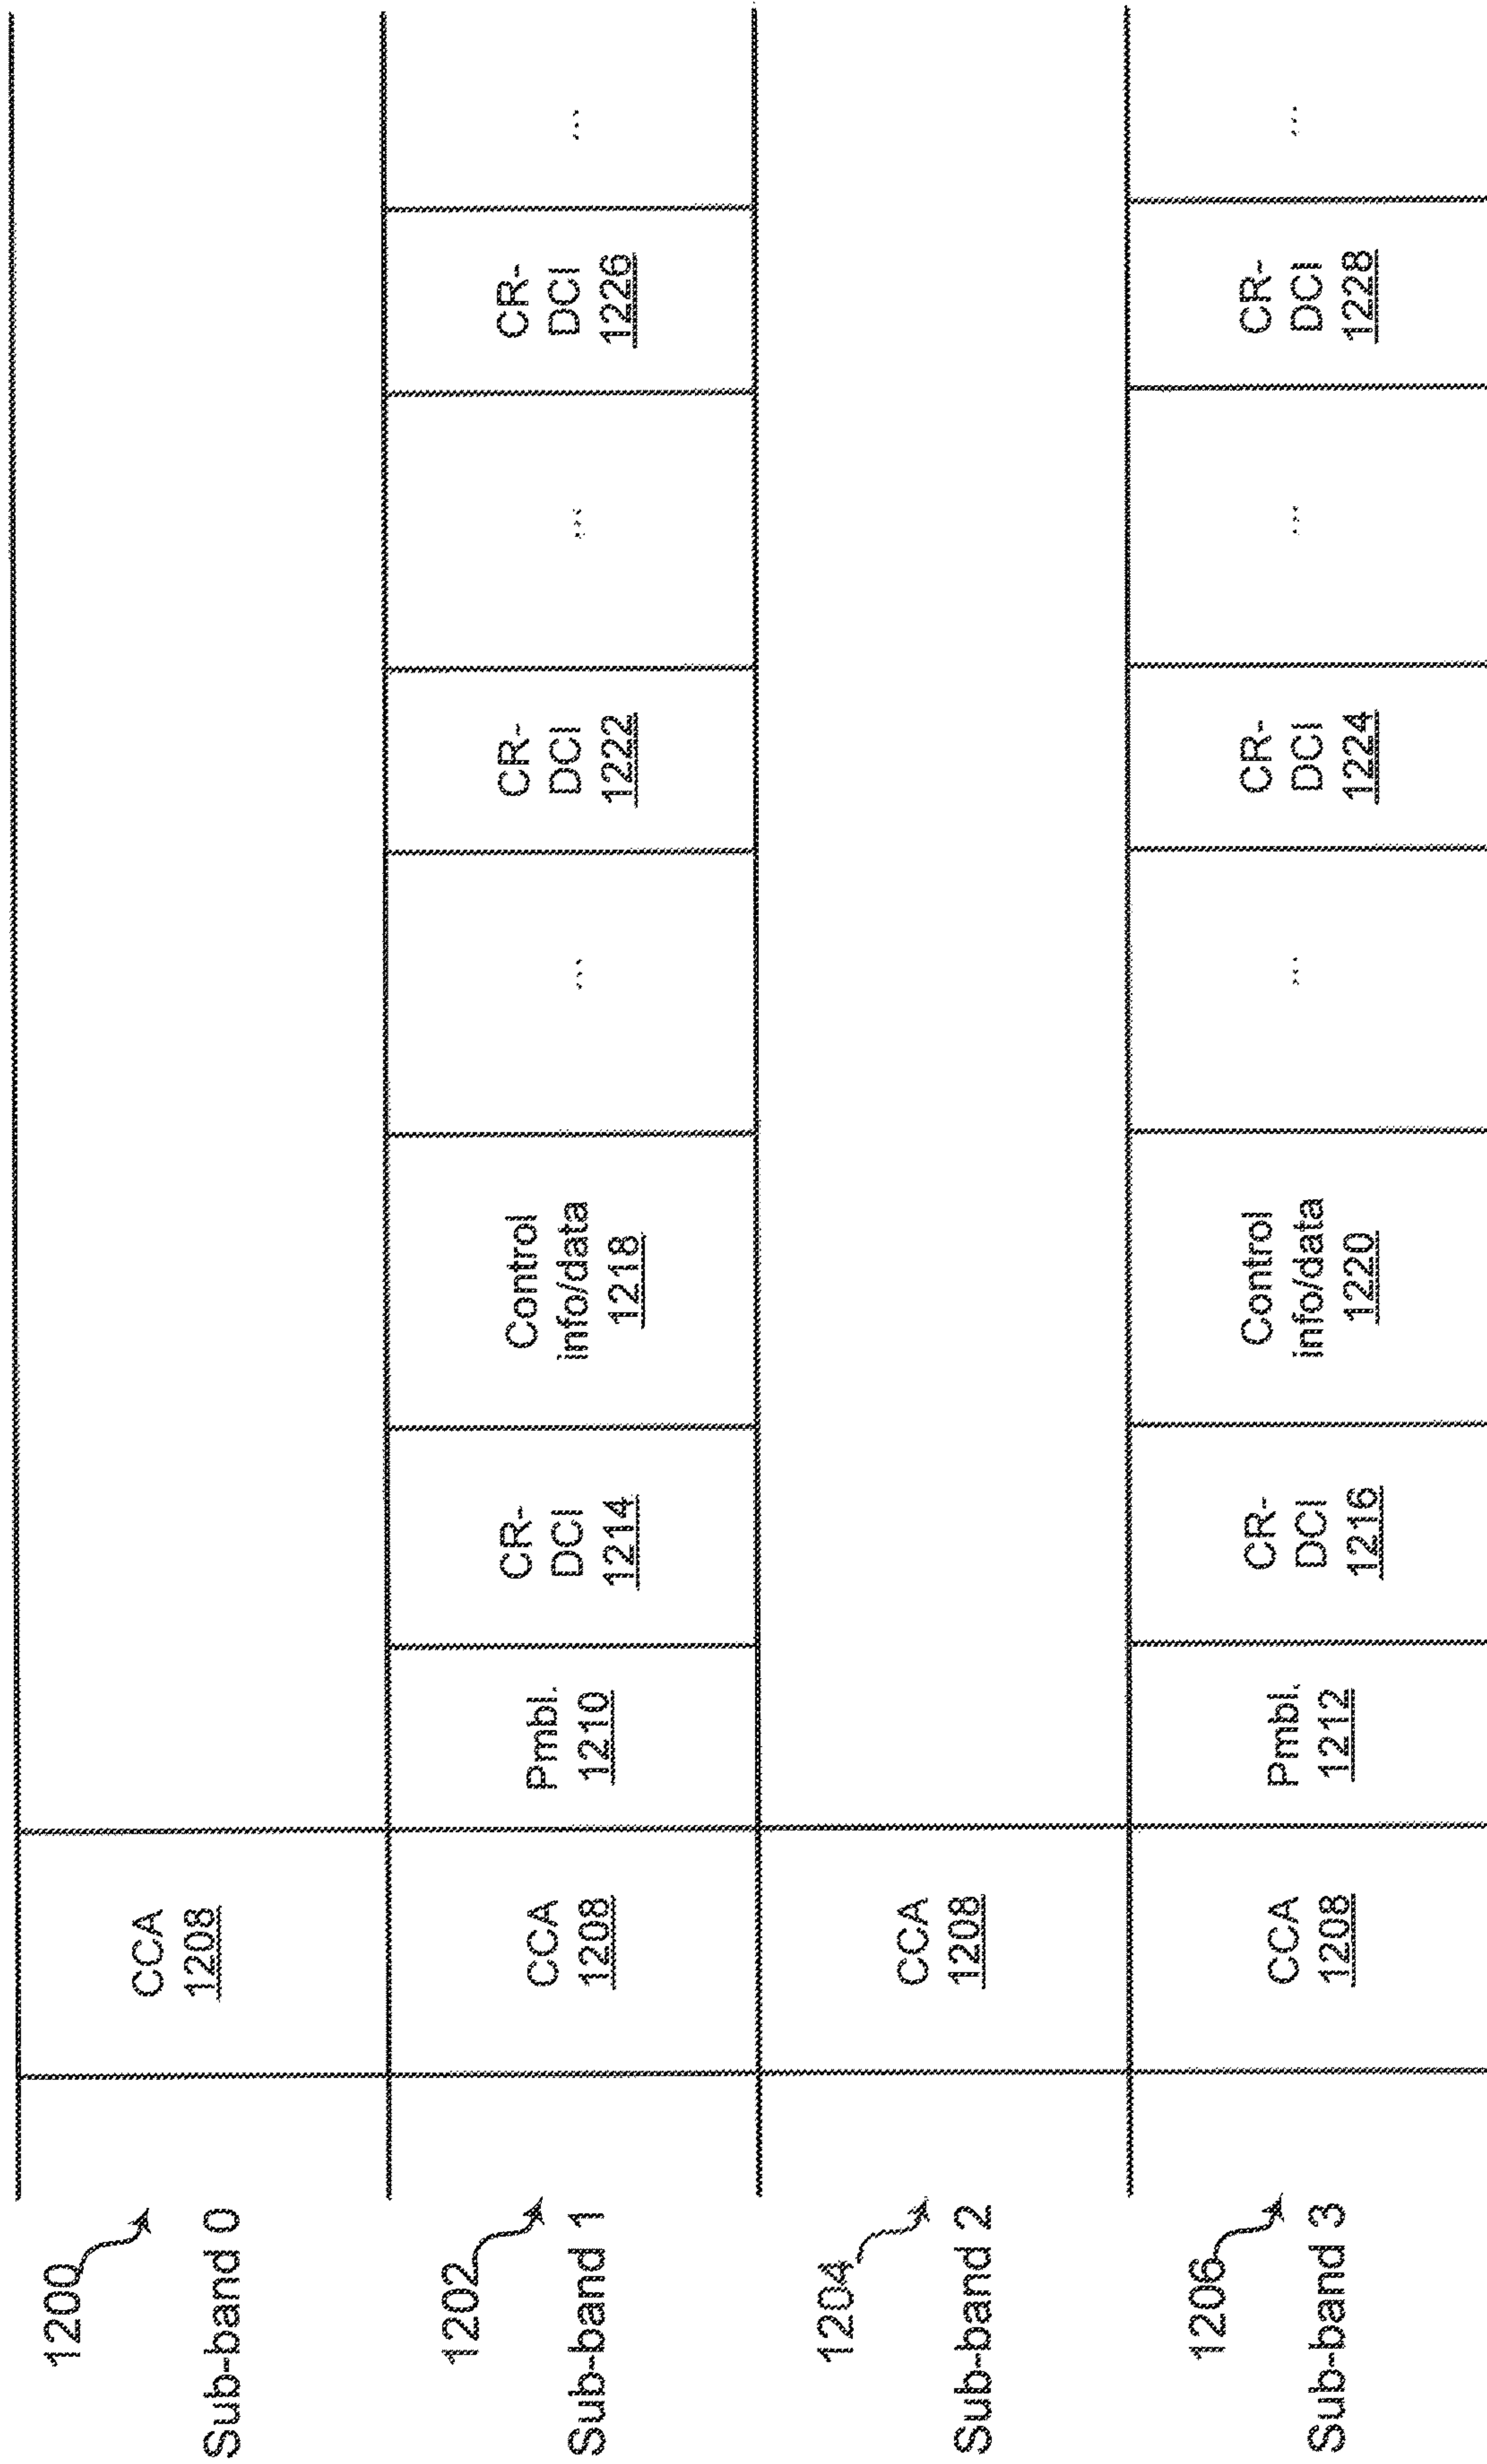 1200
Sub-band 0
CCA
1208
1202
Sub-band 1
CCA
1208
Pmbl.
1210
CR-
DCI
1214
Control
info/data
1218
...
CR-
DCI
1222
...
CR-
DCI
1226
...
1204
Sub-band 2
CCA
1208
1206
Sub-band 3
CCA
1208
Pmbl.
1212
CR-
DCI
1216
Control
info/data
1220
...
CR-
DCI
1224
...
CR-
DCI
1228
...